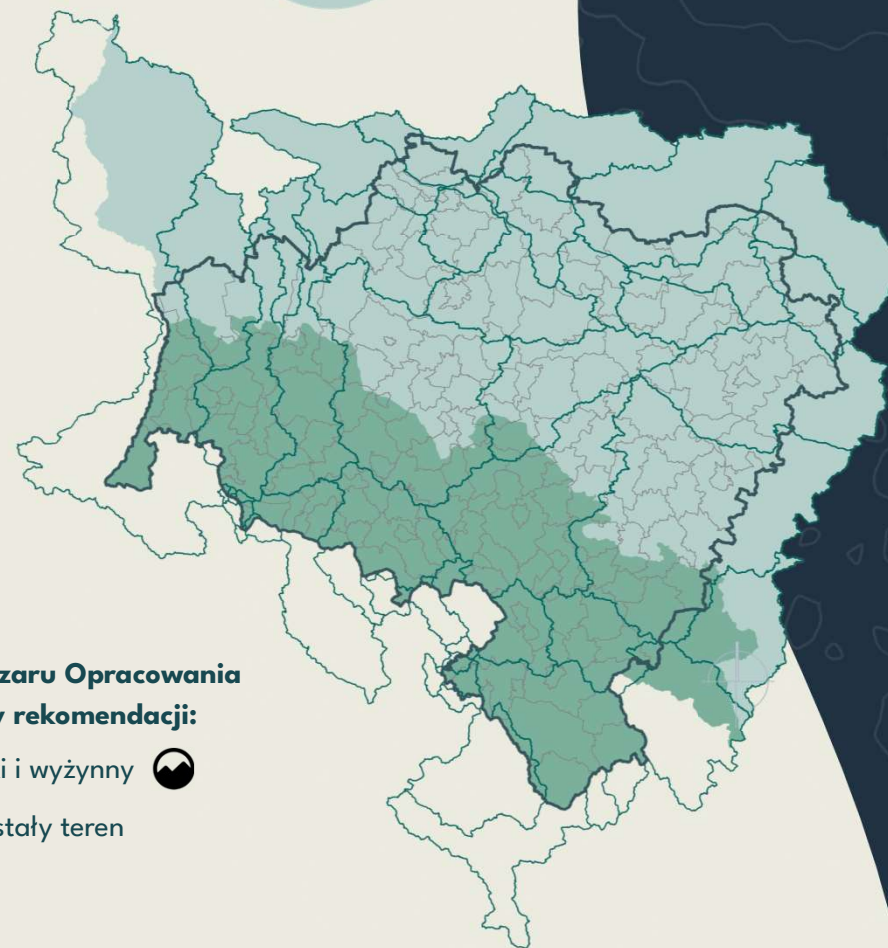 zaru Opracowania
y rekomendacji:
i i wyżynny
stały teren